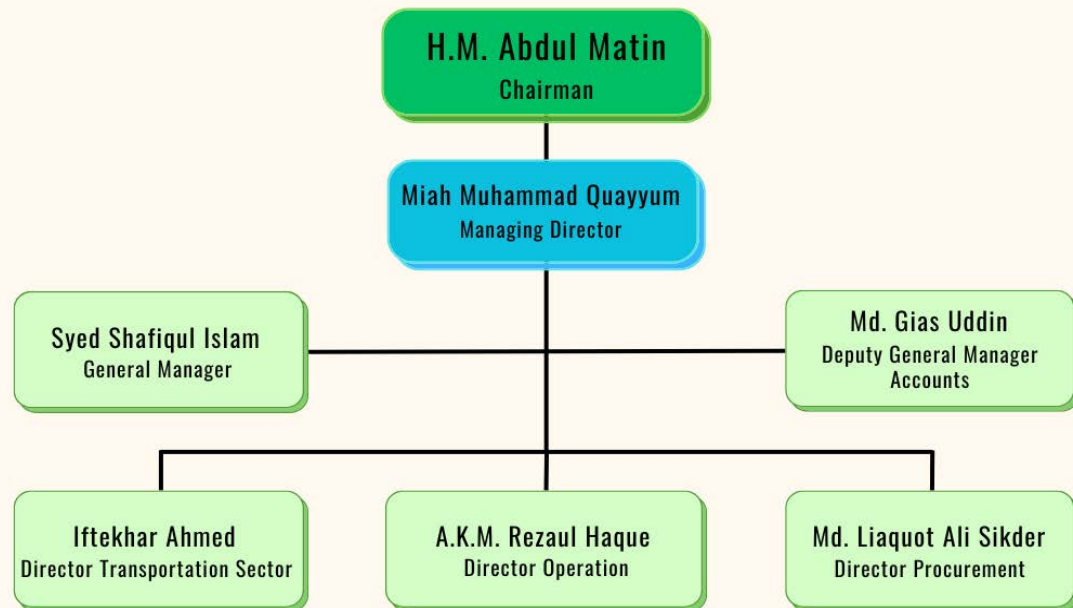 H.M. Abdul Matin
Chairman
Miah Muhammad Quayyum
Managing Director
Syed Shafiqul Islam
General Manager
Md. Gias Uddin
Deputy General Manager
Accounts
Iftekhar Ahmed
Director Transportation Sector
A.K.M. Rezaul Haque
Director Operation
Md. Liaquot Ali Sikder
Director Procurement